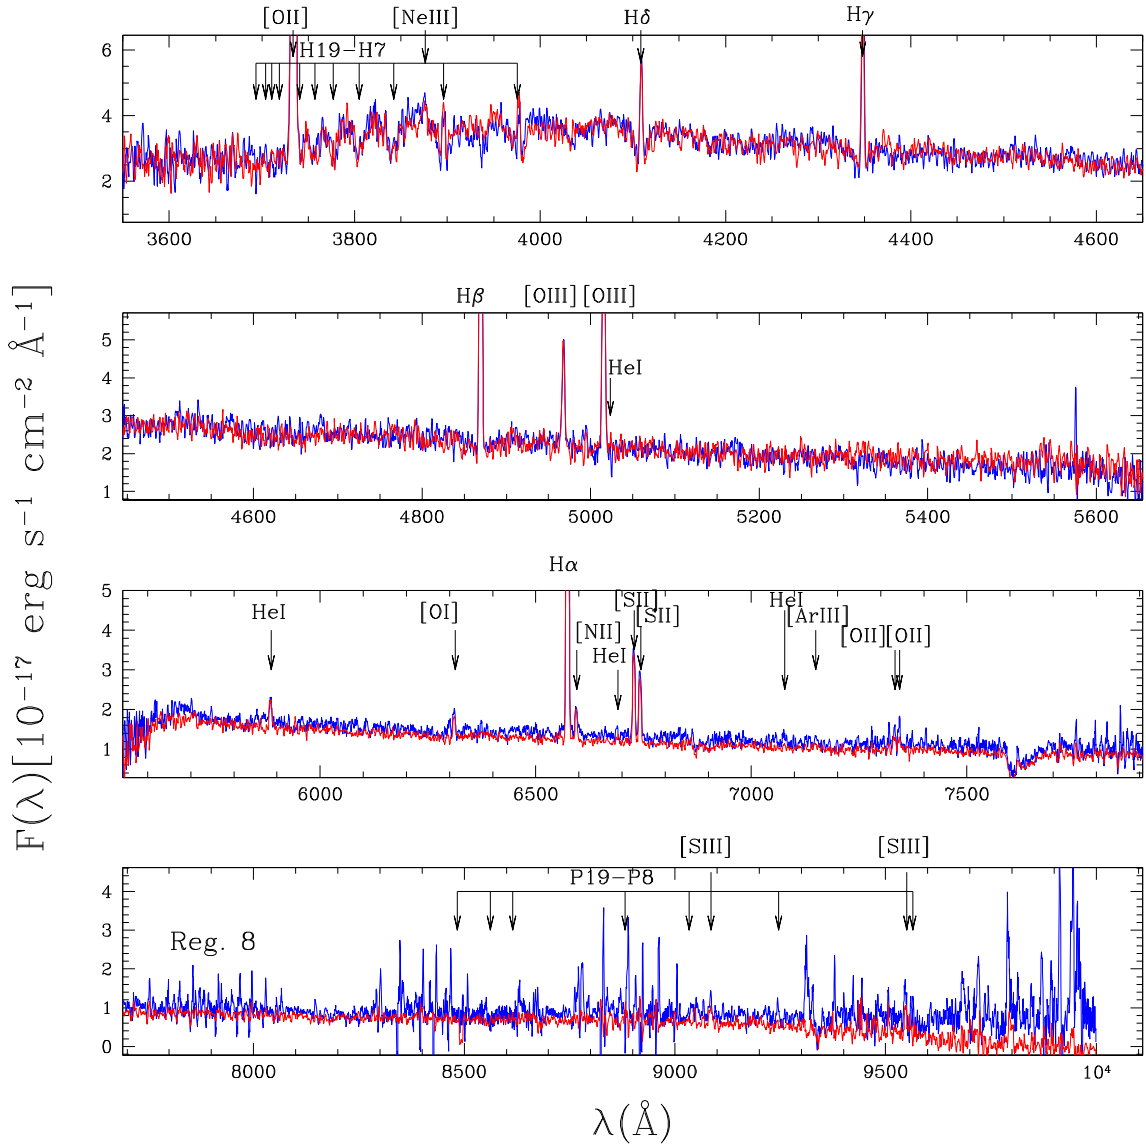 [OII] [NeIII] Hδ Hγ
H19−H7
6
4
2
3600 3800 4000 4200 4400 4600
Hβ [OIII] [OIII]
HeI
5
4
3
2
1
4600 4800 5000 5200 5400 5600
Hα
HeI [OI] [NII] HeI [SII] [SII] HeI [ArIII] [OII] [OII]
5
4
3
2
1
6000 6500 7000 7500
[SIII] [SIII]
P19−P8
Reg. 8
4
3
2
1
0
8000 8500 9000 9500 10⁴
λ(Å)
F(λ)[10⁻¹⁷ erg s⁻¹ cm⁻² Å⁻¹]